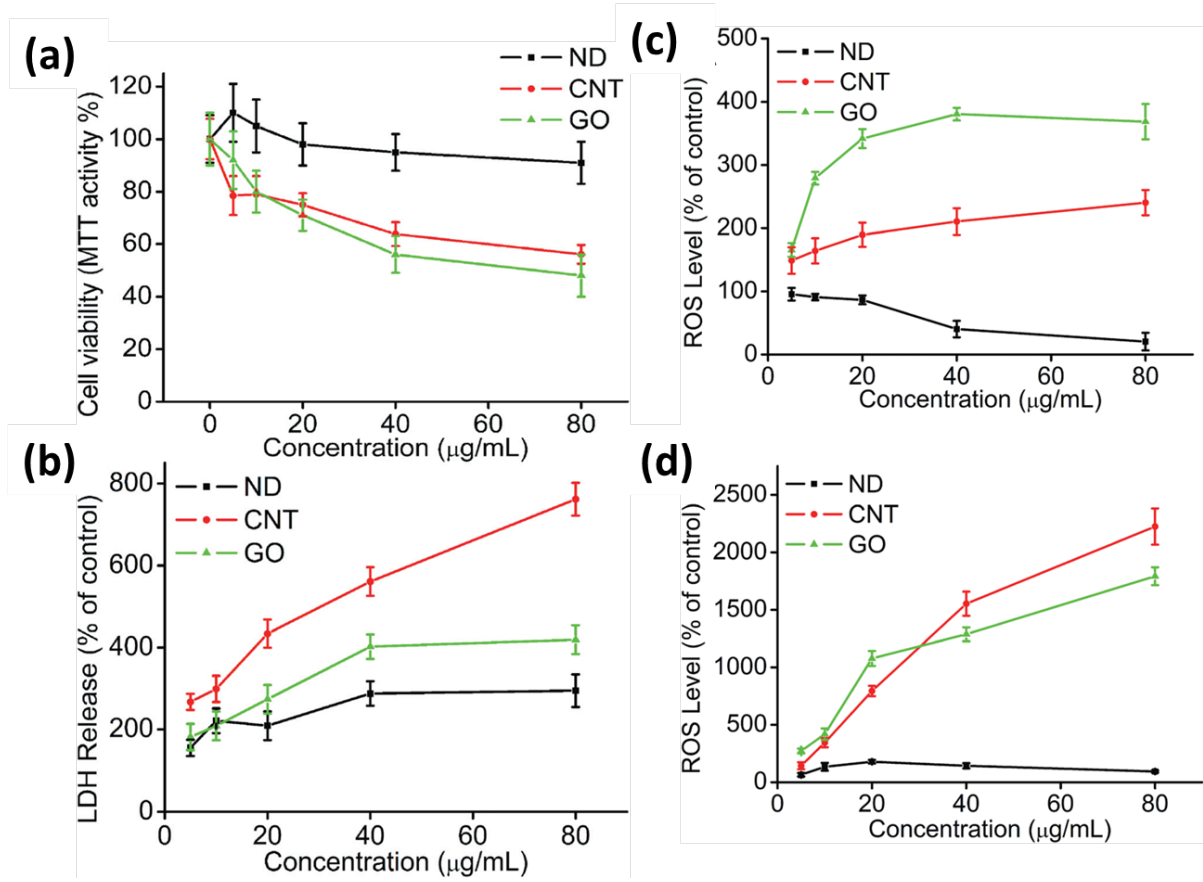 (a)
ND
CNT
GO
Cell viability (MTT activity %)
120
100
80
60
40
20
0
0 20 40 60 80
Concentration (μg/mL)
(c)
ND
CNT
GO
ROS Level (% of control)
500
400
300
200
100
0
0 20 40 60 80
Concentration (μg/mL)
(b)
ND
CNT
GO
LDH Release (% of control)
800
600
400
200
0
20 40 60 80
Concentration (μg/mL)
(d)
ND
CNT
GO
ROS Level (% of control)
2500
2000
1500
1000
500
0
0 20 40 60 80
Concentration (μg/mL)